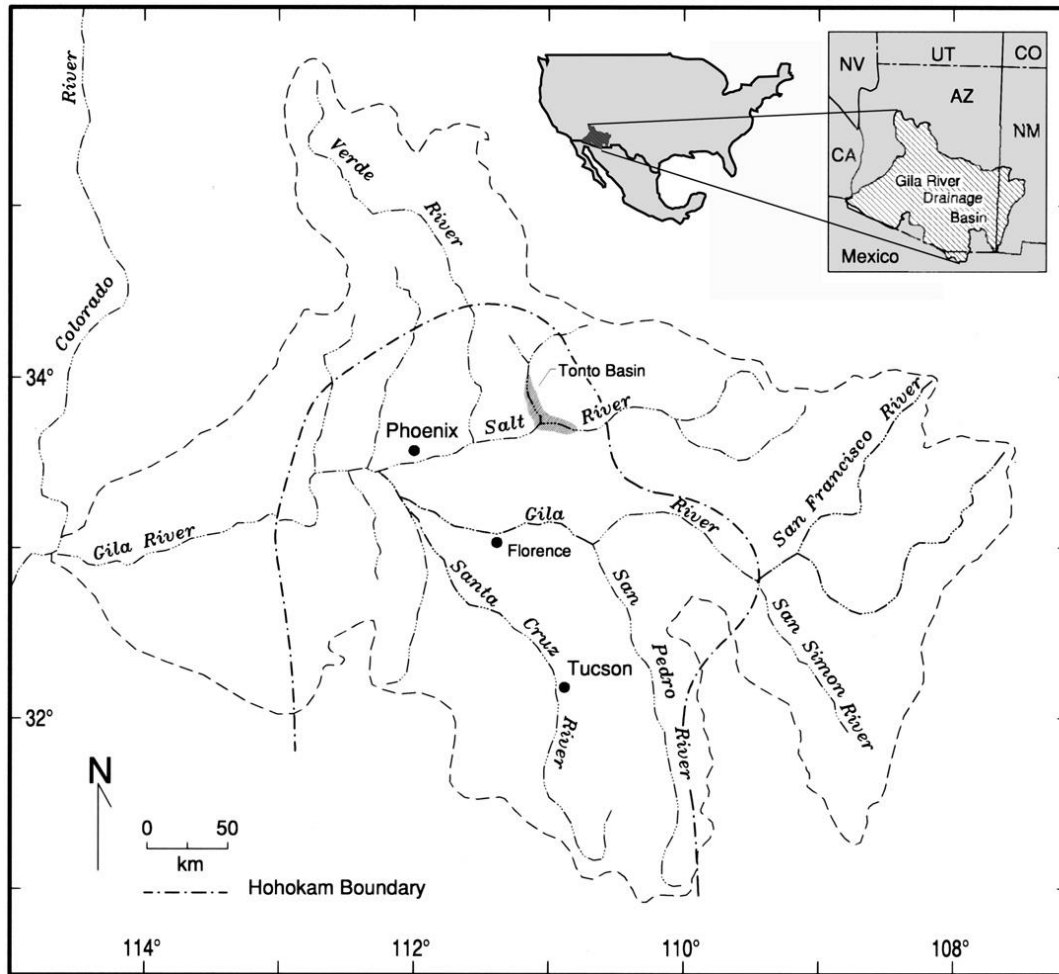 NV
UT
CO
AZ
NM
CA
Gila River
Drainage
Basin
Mexico
River
Colorado
Verde
River
34°
Tonto Basin
Phoenix
Salt River
San Francisco River
Gila River
Gila River
Florence
Santa Cruz River
San Pedro River
San Simon River
Tucson
32°
N
0 50
km
Hohokam Boundary
114° 112° 110° 108°